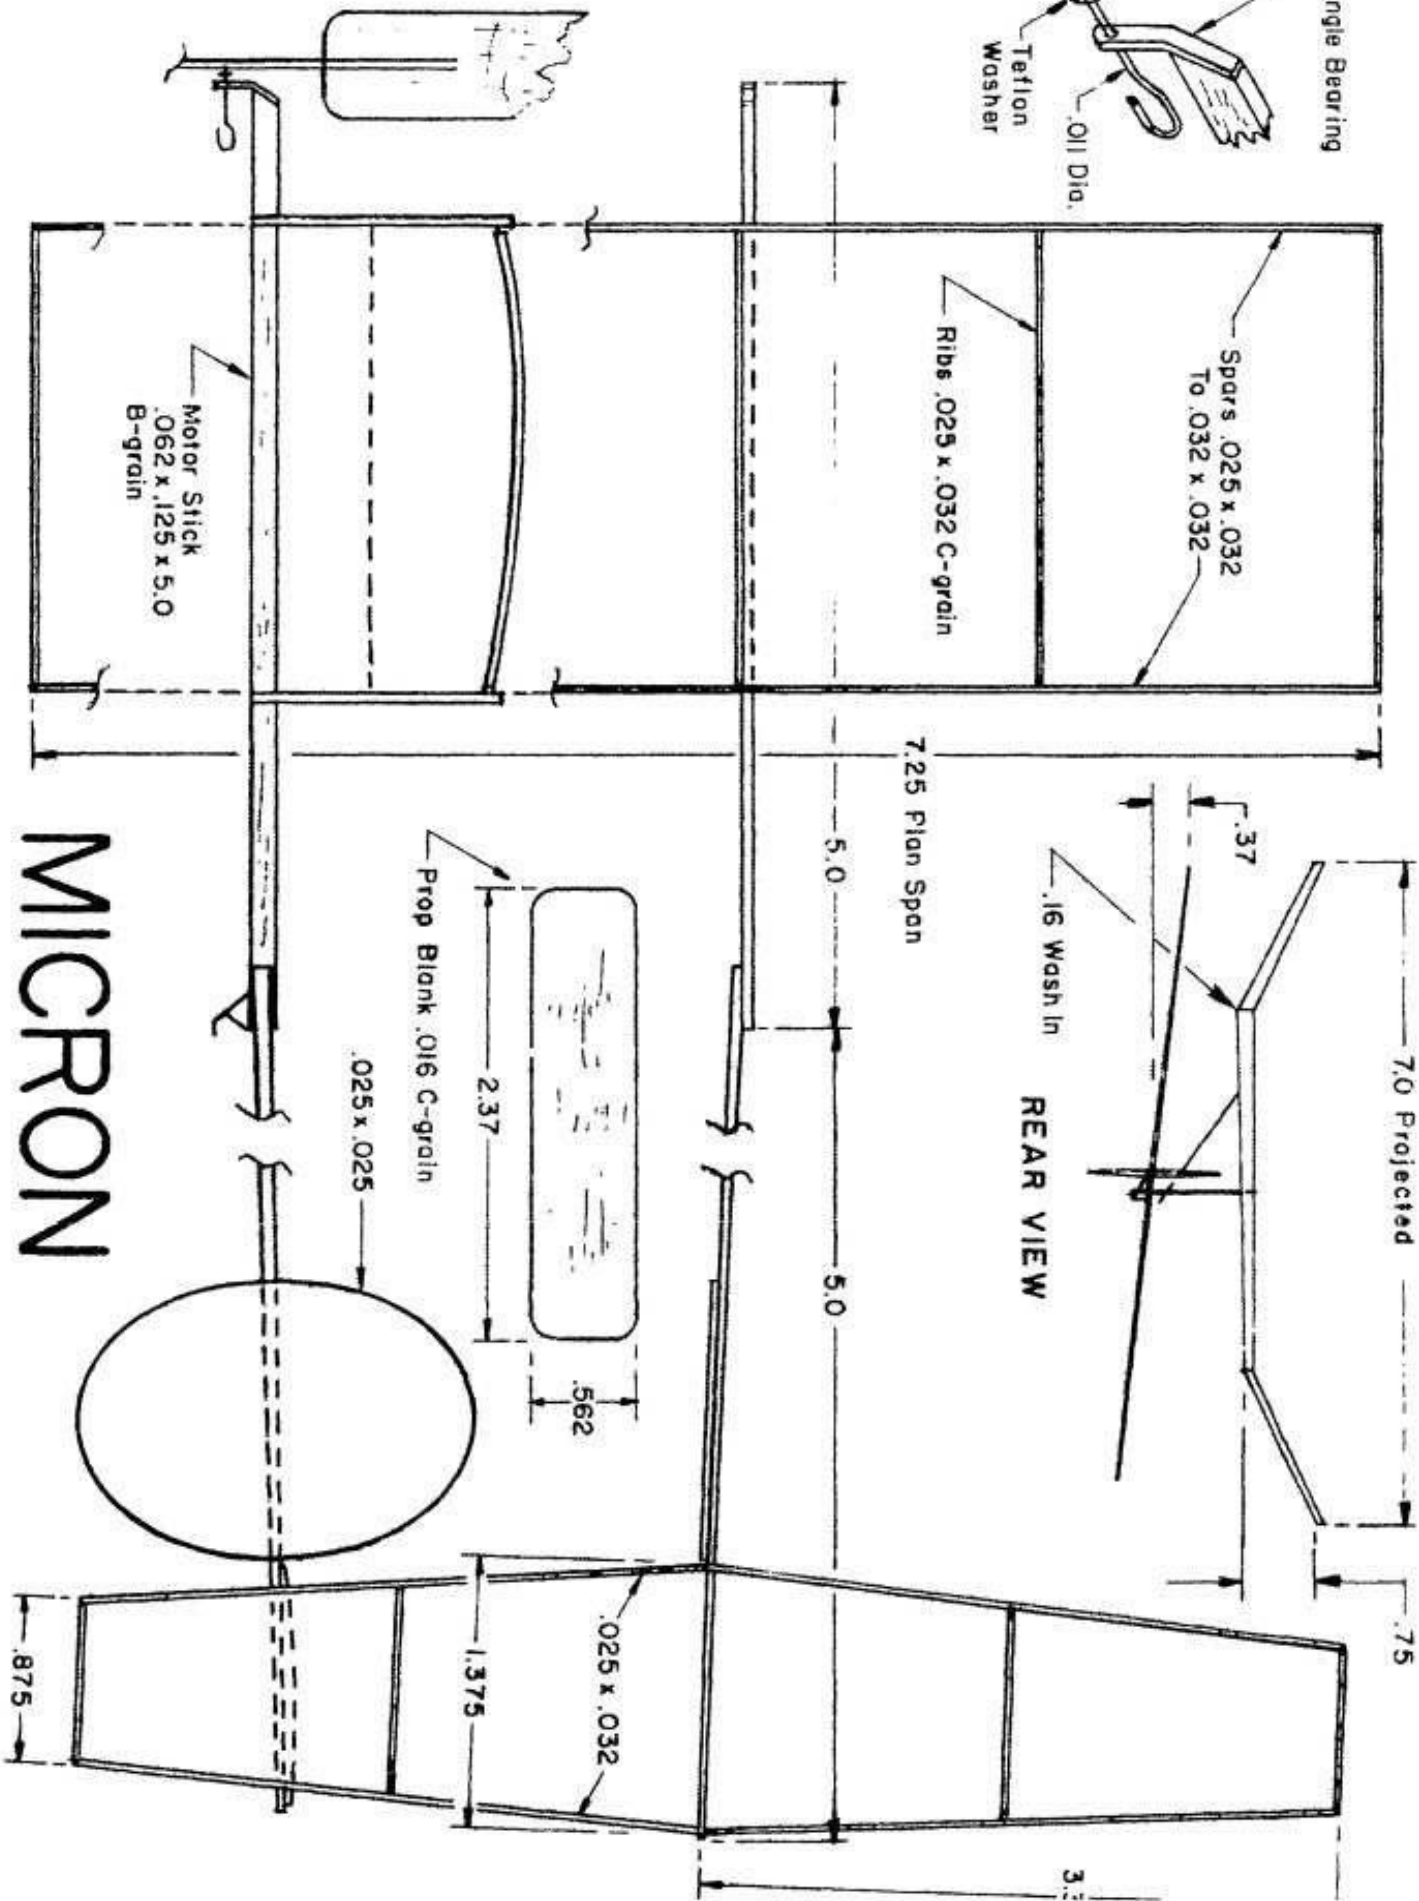 ngle Bearing
Teflon
Washer
.011 Dia.
Spars .025 x .032
To .032 x .032
Ribs .025 x .032 C-grain
Motor Stick
.062 x .125 x 5.0
B-grain
7.0 Projected
.37
.16 Wash In
.75
REAR VIEW
7.25 Plan Span
5.0
5.0
Prop Blank .016 C-grain
2.37
.562
.025 x .025
.025 x .032
1.375
.875
MICRON